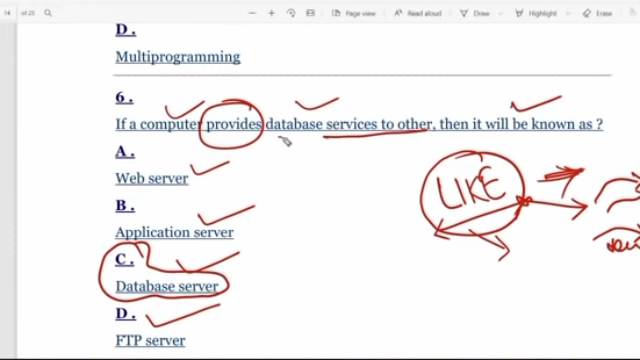 14 of 25 Page view Read aloud Draw Highlight Erase
D.
Multiprogramming
6.
If a computer provides database services to other, then it will be known as ?
A.
Web server
LIKE
B.
Application server
C.
Database server
D.
FTP server